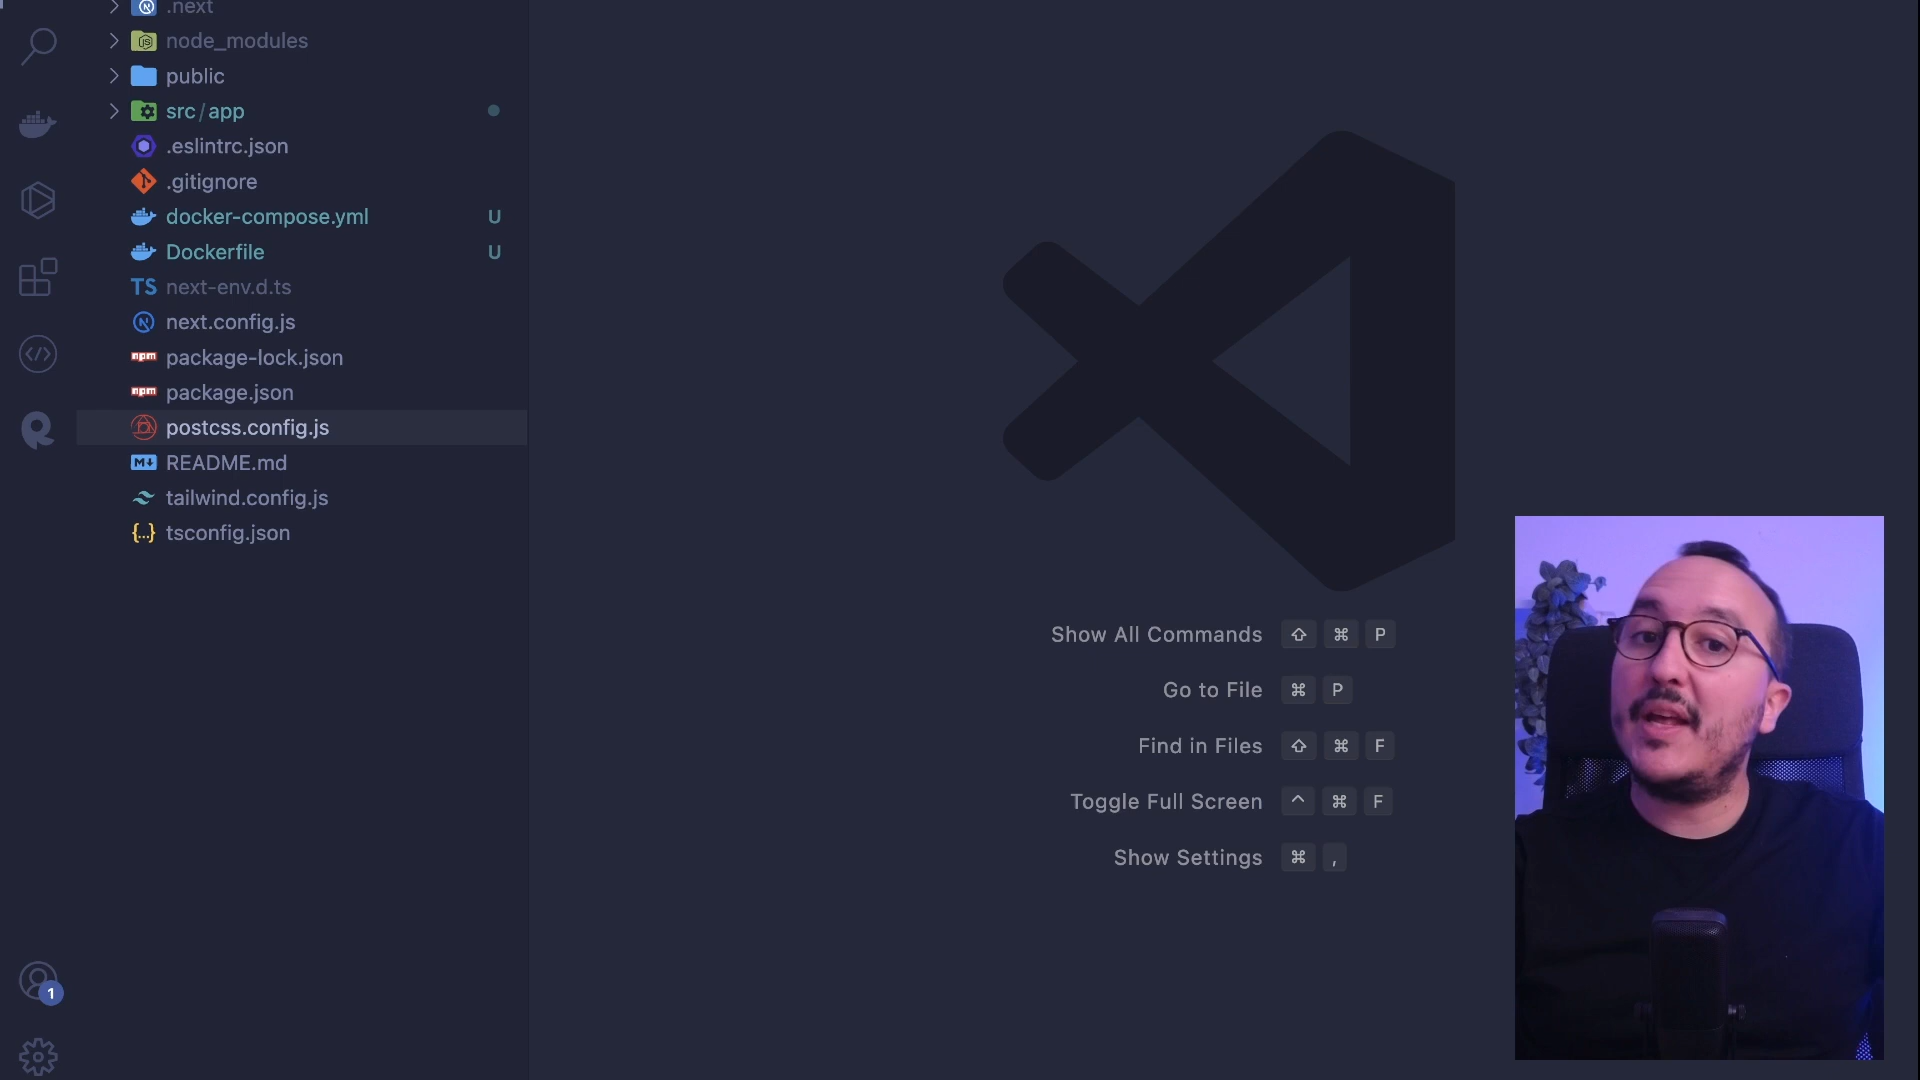 .next
node_modules
public
src/app
.eslintrc.json
.gitignore
docker-compose.yml U
Dockerfile U
TS next-env.d.ts
next.config.js
npm package-lock.json
npm package.json
postcss.config.js
README.md
tailwind.config.js
{...} tsconfig.json
1
Show All Commands ⇧ ⌘ P
Go to File ⌘ P
Find in Files ⇧ ⌘ F
Toggle Full Screen ^ ⌘ F
Show Settings ⌘ ,